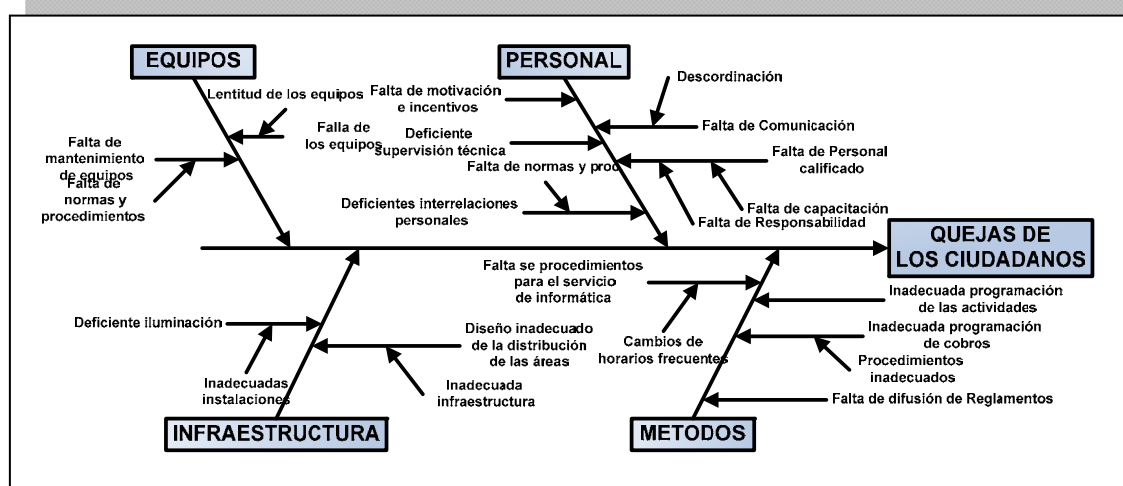 EQUIPOS
PERSONAL
Descordinación
Lentitud de los equipos
Falta de motivación
e incentivos
Falta de Comunicación
Falla de
los equipos
Deficiente
supervisión técnica
Falta de
mantenimiento
de equipos
Falta de Personal
calificado
Falta de normas y prod
Falta de
normas y
procedimientos
Deficientes interrelaciones
personales
Falta de capacitación
Falta de Responsabilidad
QUEJAS DE
LOS CIUDADANOS
Falta se procedimientos
para el servicio
de informática
Inadecuada programación
de las actividades
Deficiente iluminación
Diseño inadecuado
de la distribución
de las áreas
Cambios de
horarios frecuentes
Inadecuada programación
de cobros
Procedimientos
inadecuados
Inadecuadas
instalaciones
Inadecuada
infraestructura
Falta de difusión de Reglamentos
INFRAESTRUCTURA
METODOS